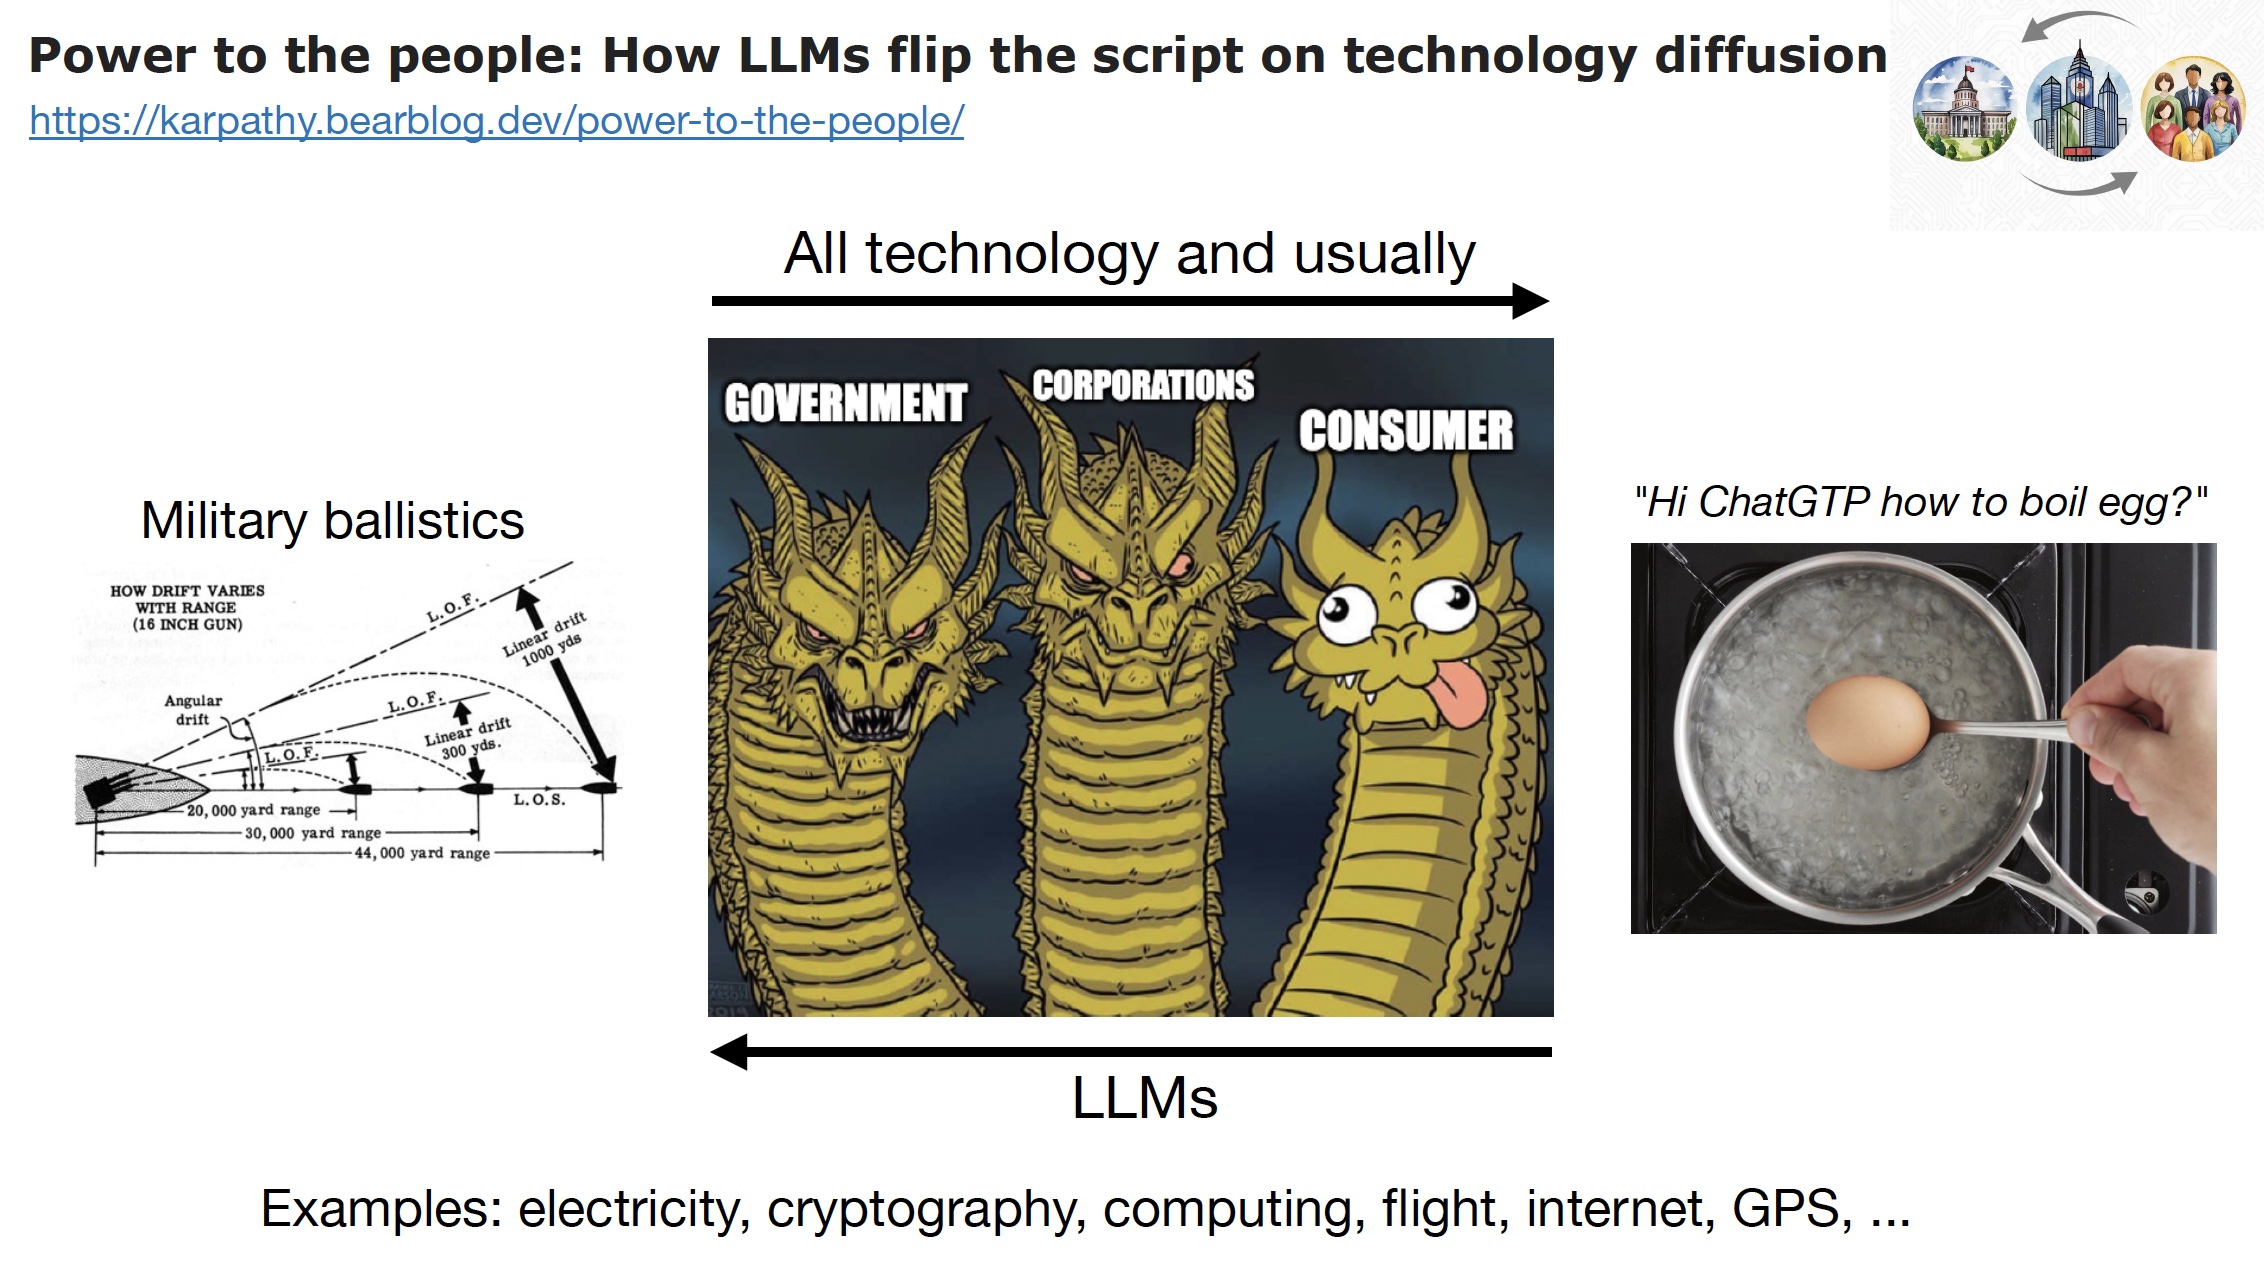 Power to the people: How LLMs flip the script on technology diffusion
https://karpathy.bearblog.dev/power-to-the-people/
All technology and usually
GOVERNMENT
CORPORATIONS
CONSUMER
Military ballistics
HOW DRIFT VARIES
WITH RANGE
(16 INCH GUN)
L.O.F.
Linear drift
1000 yds
Angular
drift
L.O.F.
Linear drift
300 yds.
L.O.F.
L.O.S.
20,000 yard range
30,000 yard range
44,000 yard range
"Hi ChatGTP how to boil egg?"
LLMs
Examples: electricity, cryptography, computing, flight, internet, GPS, ...